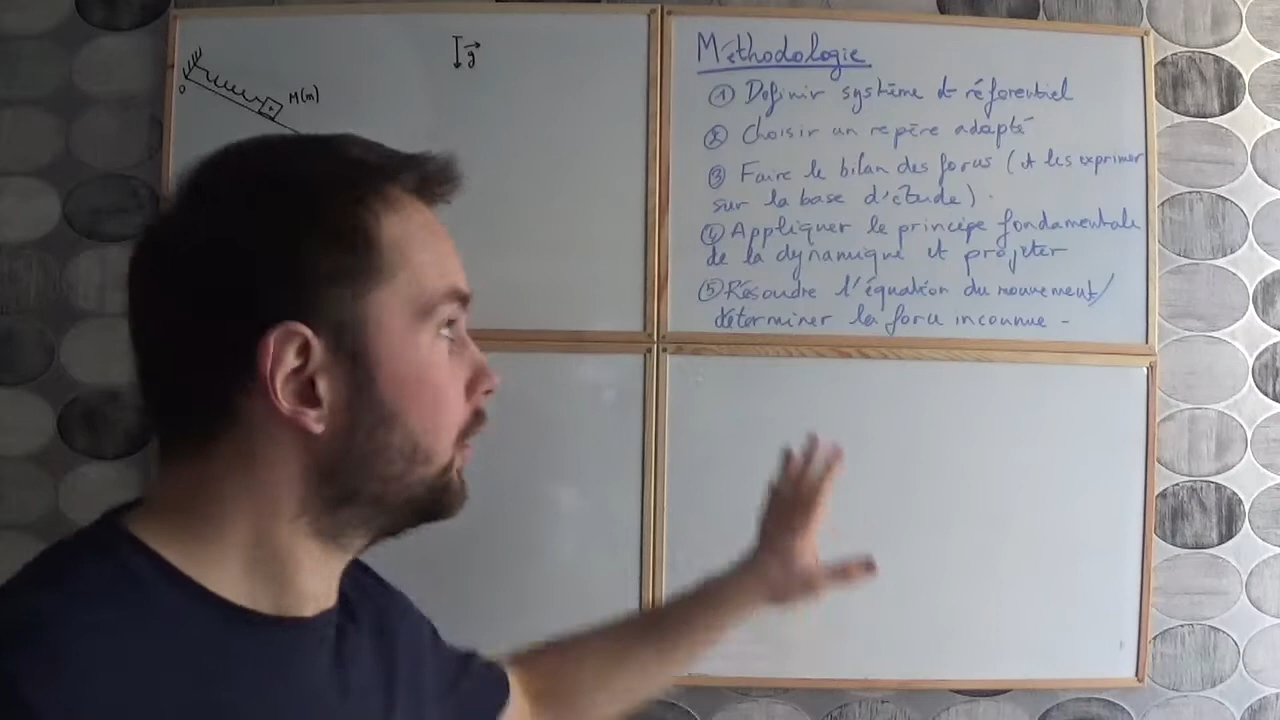 g
M(m)
O
Méthodologie
① Définir système et référentiel
② Choisir un repère adapté
③ Faire le bilan des forces (et les exprimer
sur la base d'étude).
④ Appliquer le principe fondamentale
de la dynamique et projeter
⑤ Résoudre l'équation du mouvement/
déterminer la force inconnue -